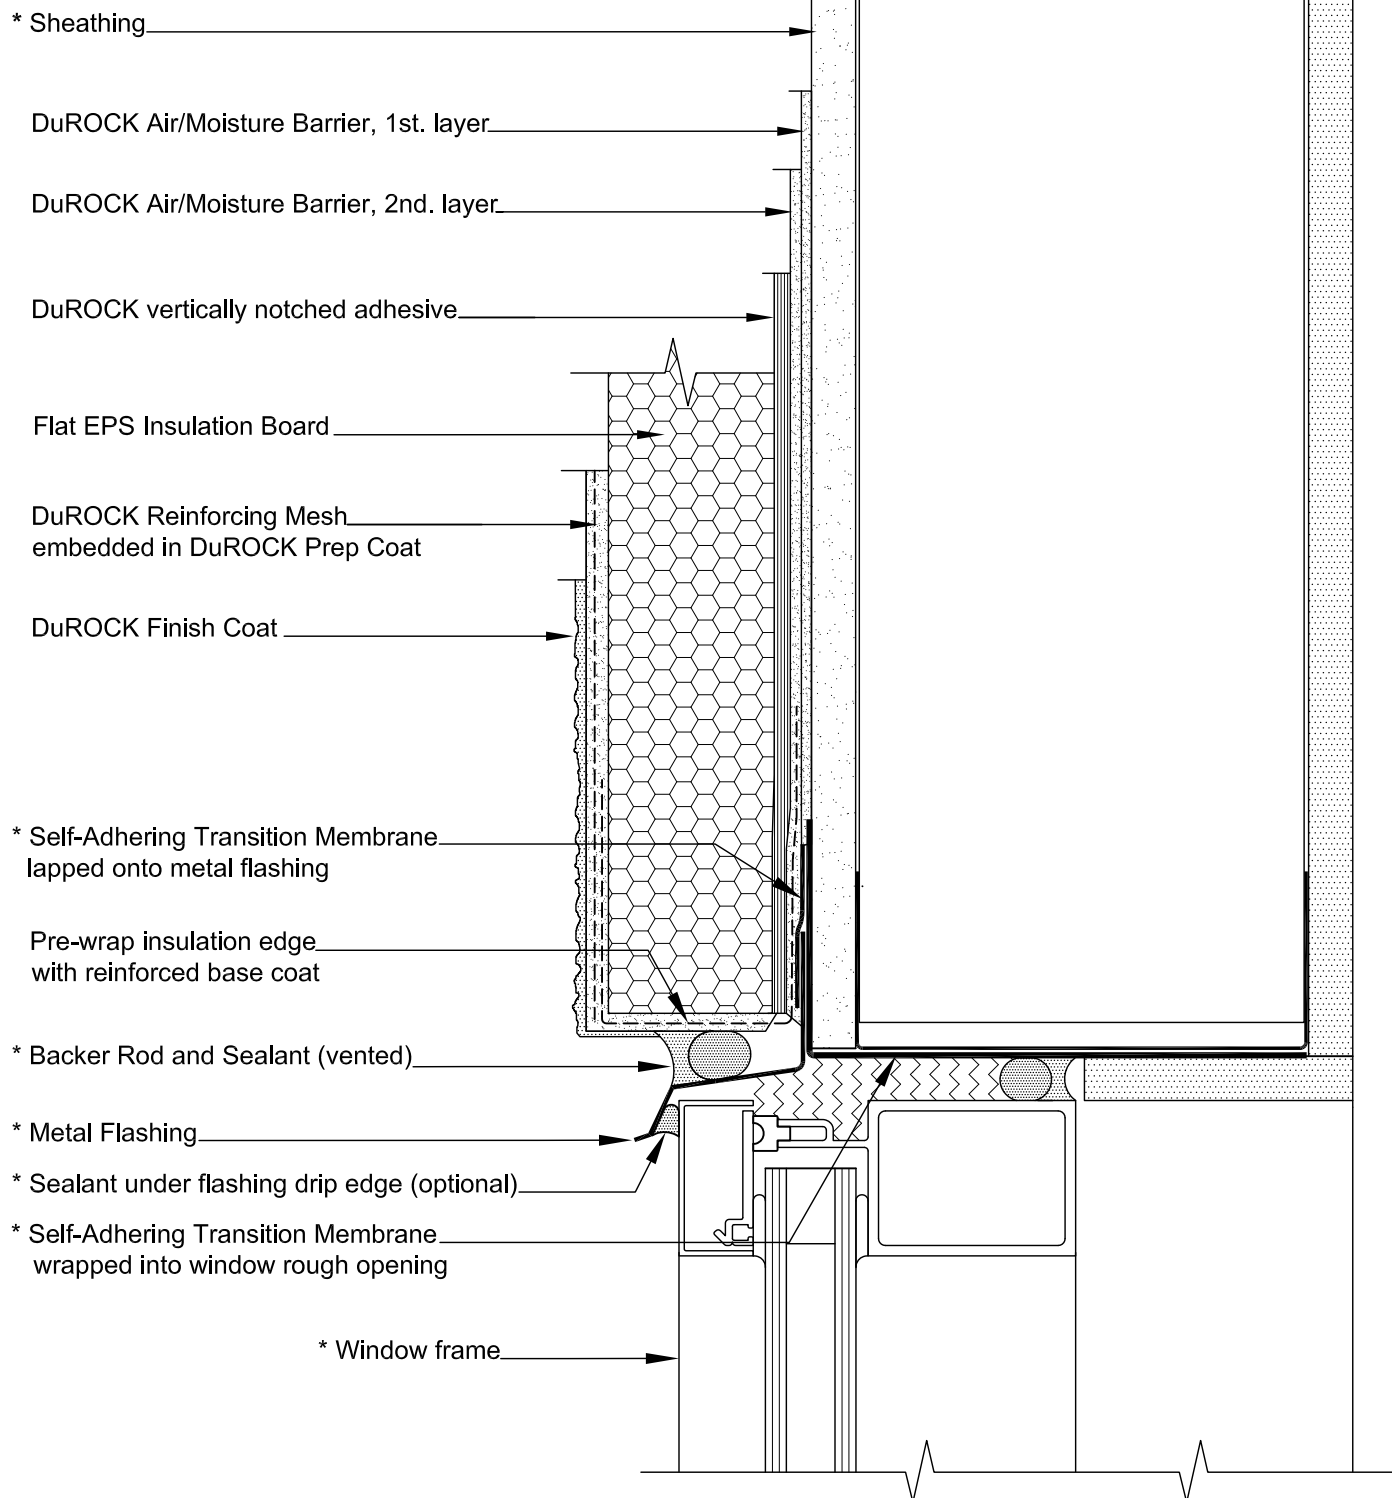 * Sheathing
DuROCK Air/Moisture Barrier, 1st. layer
DuROCK Air/Moisture Barrier, 2nd. layer
DuROCK vertically notched adhesive
Flat EPS Insulation Board
DuROCK Reinforcing Mesh
embedded in DuROCK Prep Coat
DuROCK Finish Coat
* Self-Adhering Transition Membrane
lapped onto metal flashing
Pre-wrap insulation edge
with reinforced base coat
* Backer Rod and Sealant (vented)
* Metal Flashing
* Sealant under flashing drip edge (optional)
* Self-Adhering Transition Membrane
wrapped into window rough opening
* Window frame